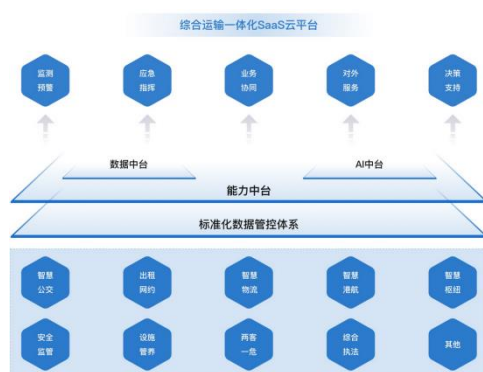 综合运输一体化SaaS云平台
监测 应急 业务 对外 决策
预警 指挥 协同 服务 支持
数据中台 AI中台
能力中台
标准化数据管控体系
智慧 出租 智慧 智慧 智慧
公交 网约 物流 港航 枢纽
安全 设施 两客 综合 其他
监管 管养 一危 执法